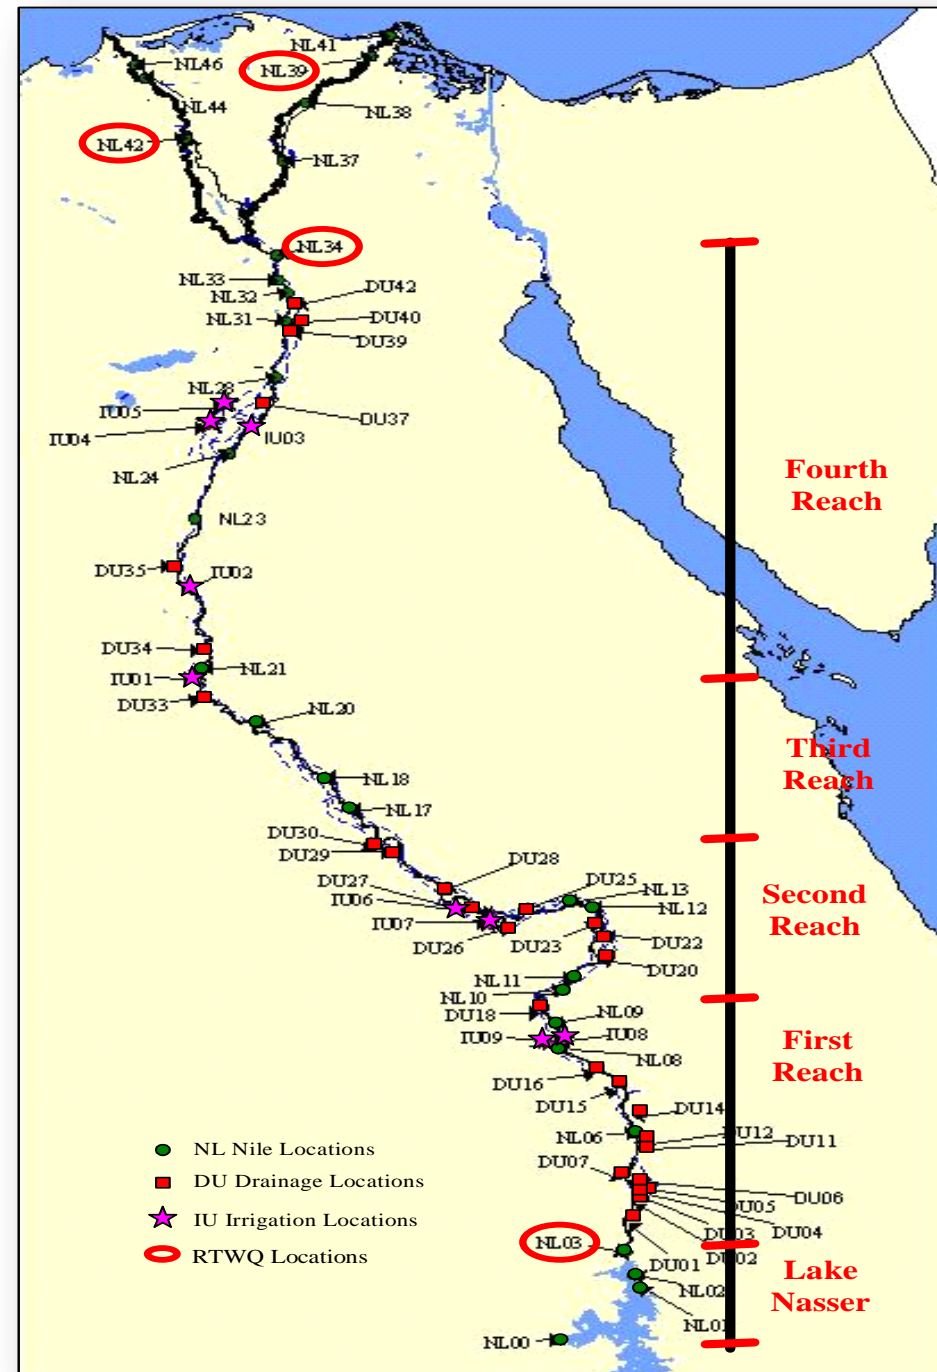 NL41
NL46
NL39
NL44
NL38
NL42
NL37
NL34
NL33
NL32
DU42
NL31
DU40
DU39
NL28
IU05
DU37
IU04
IU03
NL24
Fourth
Reach
NL23
DU35
IU02
DU34
NL21
IU01
DU33
NL20
Third
Reach
NL18
NL17
DU30
DU29
DU28
DU27
DU25
NL13
IU06
NL12
Second
Reach
IU07
DU26
DU23
DU22
DU20
NL11
NL10
DU18
NL09
IU09
IU08
First
Reach
NL08
DU16
DU15
DU14
NL06
DU12
DU11
NL Nile Locations
DU07
DU Drainage Locations
DU06
DU05
IU Irrigation Locations
DU04
DU03
NL03
RTWQ Locations
DU02
DU01
Lake
Nasser
NL02
NL01
NL00